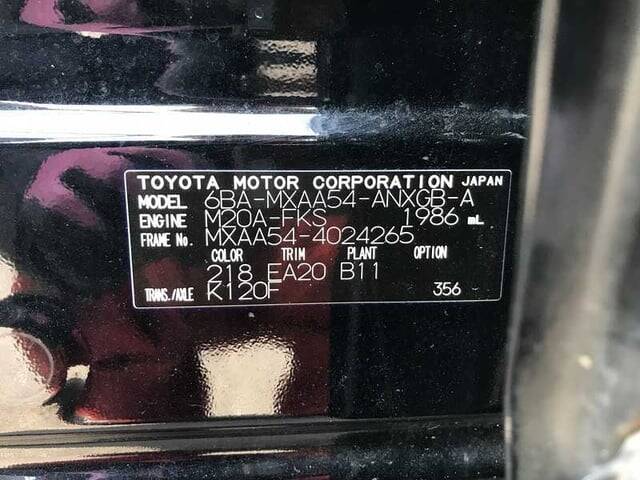 TOYOTA MOTOR CORPORATION JAPAN
MODEL 6BA-MXAA54-ANXGB-A
ENGINE M20A-FKS 1986 mL
FRAME No. MXAA54-4024265
COLOR TRIM PLANT OPTION
218 EA20 B11
TRANS./AXLE K120F 356